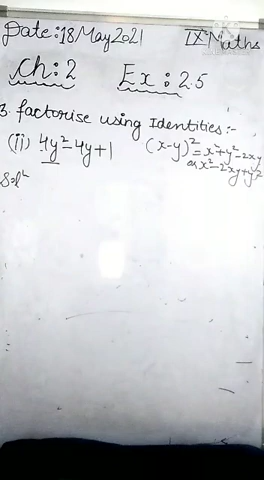 Date: 18 May 2021 IX Maths
Ch: 2 Ex: 2.5
3. Factorise using Identities:-
(ii) 4y²-4y+1 (x-y)² = x²+y²-2xy
or x²-2xy+y²
Solⁿ